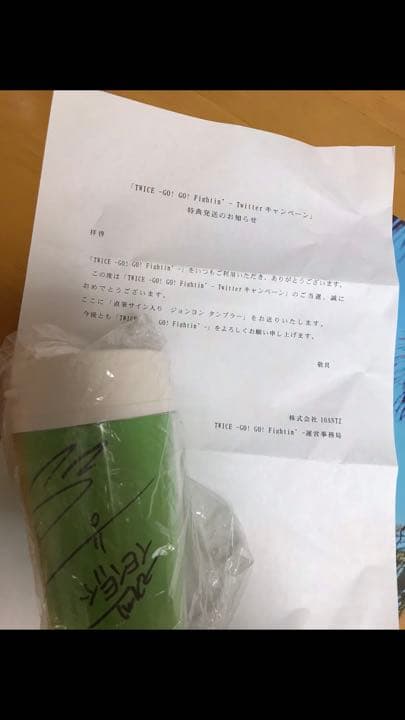 「TWICE -GO! GO! Fightin'- Twitterキャンペーン」
特典発送のお知らせ
拝啓
「TWICE -GO! GO! Fightin'-」をいつもご利用いただき、ありがとうございます。
この度は「TWICE -GO! GO! Fightin'- Twitterキャンペーン」のご当選、誠に
おめでとうございます。
ここに「直筆サイン入り ジョンヨン タンブラー」をお送りいたします。
今後とも「TWICE GO! Fightin'-」をよろしくお願い申し上げます。
敬具
株式会社10ANTZ
TWICE -GO! GO! Fightin'-運営事務局